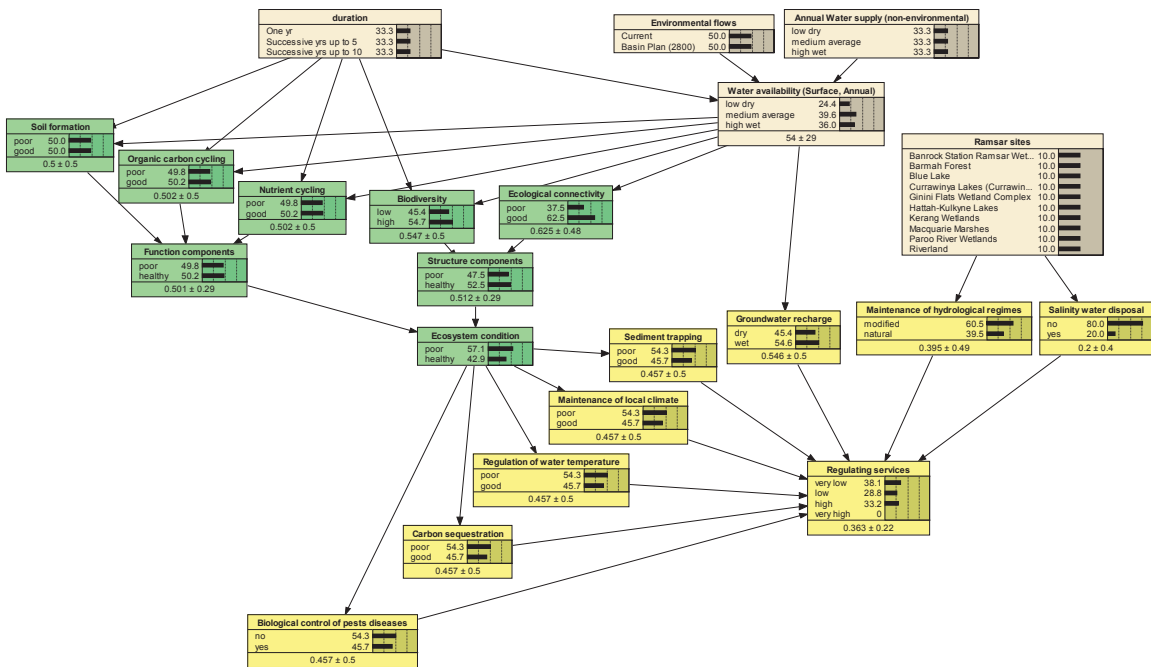 duration
One yr 33.3
Successive yrs up to 5 33.3
Successive yrs up to 10 33.3
Environmental flows
Current 50.0
Basin Plan (2800) 50.0
Annual Water supply (non-environmental)
low dry 33.3
medium average 33.3
high wet 33.3
Water availability (Surface, Annual)
low dry 24.4
medium average 39.6
high wet 36.0
54 ± 29
Soil formation
poor 50.0
good 50.0
0.5 ± 0.5
Organic carbon cycling
poor 49.8
good 50.2
0.502 ± 0.5
Nutrient cycling
poor 49.8
good 50.2
0.502 ± 0.5
Biodiversity
low 45.4
high 54.7
0.547 ± 0.5
Ecological connectivity
poor 37.5
good 62.5
0.625 ± 0.48
Ramsar sites
Banrock Station Ramsar Wet... 10.0
Barmah Forest 10.0
Blue Lake 10.0
Currawinya Lakes (Currawin... 10.0
Ginini Flats Wetland Complex 10.0
Hattah-Kulkyne Lakes 10.0
Kerang Wetlands 10.0
Macquarie Marshes 10.0
Paroo River Wetlands 10.0
Riverland 10.0
Function components
poor 49.8
healthy 50.2
0.501 ± 0.29
Structure components
poor 47.5
healthy 52.5
0.512 ± 0.29
Ecosystem condition
poor 57.1
healthy 42.9
Sediment trapping
poor 54.3
good 45.7
0.457 ± 0.5
Groundwater recharge
dry 45.4
wet 54.6
0.546 ± 0.5
Maintenance of hydrological regimes
modified 60.5
natural 39.5
0.395 ± 0.49
Salinity water disposal
no 80.0
yes 20.0
0.2 ± 0.4
Maintenance of local climate
poor 54.3
good 45.7
0.457 ± 0.5
Regulation of water temperature
poor 54.3
good 45.7
0.457 ± 0.5
Regulating services
very low 38.1
low 28.8
high 33.2
very high 0
0.363 ± 0.22
Carbon sequestration
poor 54.3
good 45.7
0.457 ± 0.5
Biological control of pests diseases
no 54.3
yes 45.7
0.457 ± 0.5